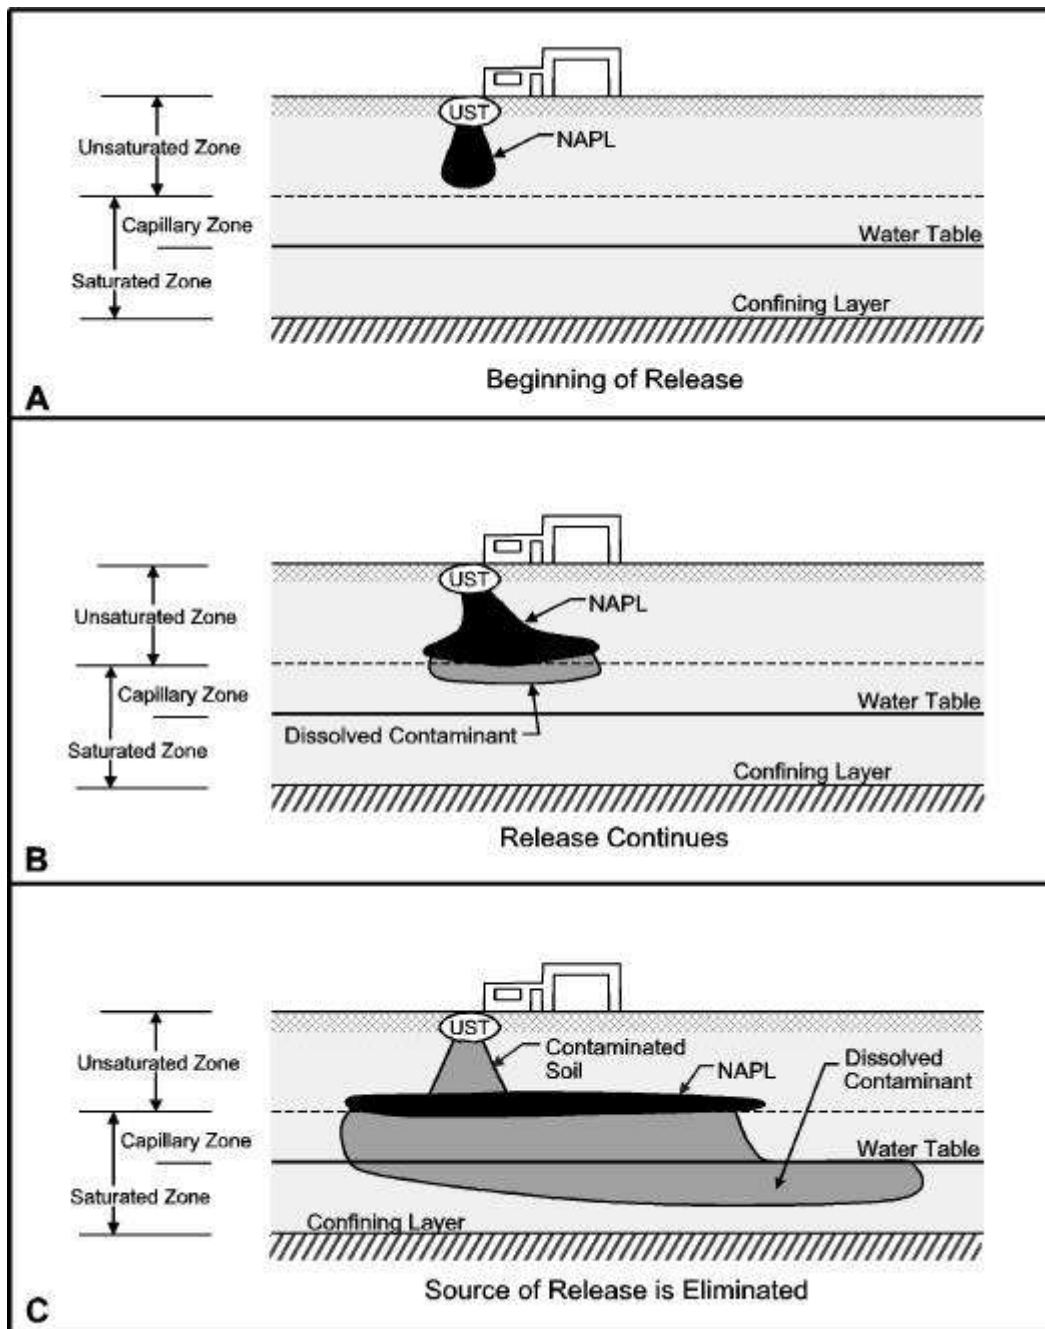 UST
NAPL
Unsaturated Zone
Capillary Zone
Water Table
Saturated Zone
Confining Layer
Beginning of Release
A
UST
NAPL
Unsaturated Zone
Capillary Zone
Water Table
Dissolved Contaminant
Saturated Zone
Confining Layer
Release Continues
B
UST
Contaminated
Soil
Dissolved
Contaminant
NAPL
Unsaturated Zone
Capillary Zone
Water Table
Saturated Zone
Confining Layer
Source of Release is Eliminated
C